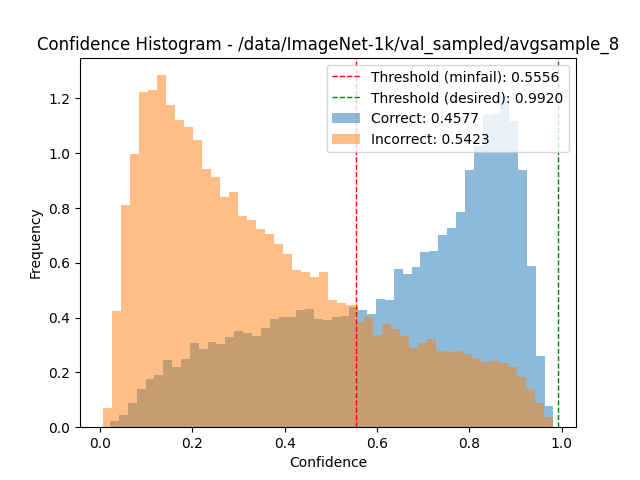 Confidence Histogram - /data/ImageNet-1k/val_sampled/avgsample_8
Threshold (minfail): 0.5556
Threshold (desired): 0.9920
Correct: 0.4577
Incorrect: 0.5423
Frequency
1.2
1.0
0.8
0.6
0.4
0.2
0.0
0.0 0.2 0.4 0.6 0.8 1.0
Confidence